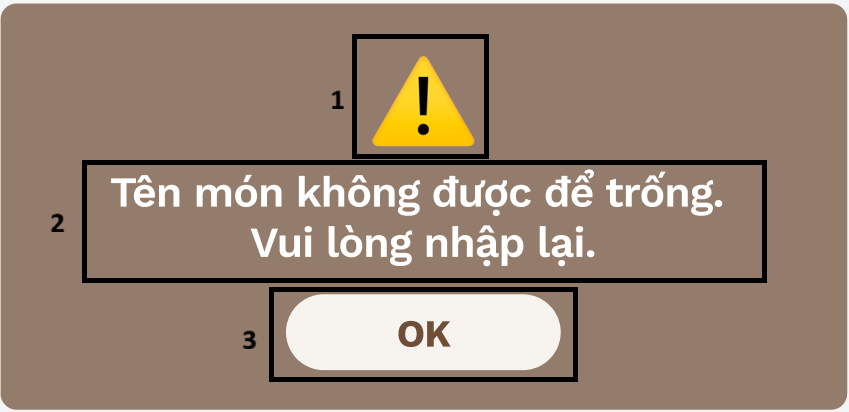 1
2
Tên món không được để trống.
Vui lòng nhập lại.
3
OK